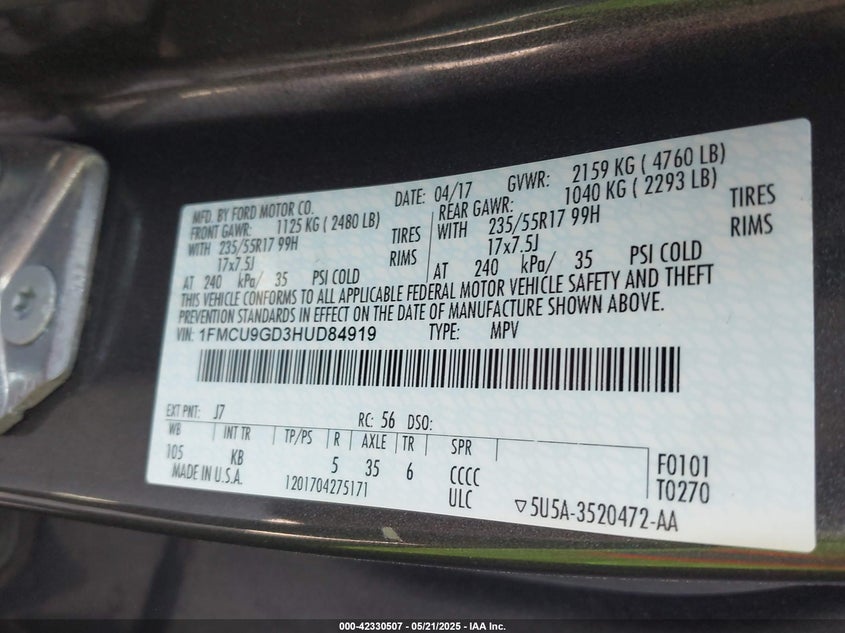 MFD. BY FORD MOTOR CO. DATE: 04/17 GVWR: 2159 KG ( 4760 LB)
FRONT GAWR: 1125 KG ( 2480 LB) REAR GAWR: 1040 KG ( 2293 LB)
WITH 235/55R17 99H TIRES WITH 235/55R17 99H TIRES
17x7.5J RIMS 17x7.5J RIMS
AT 240 kPa/ 35 PSI COLD AT 240 kPa/ 35 PSI COLD
THIS VEHICLE CONFORMS TO ALL APPLICABLE FEDERAL MOTOR VEHICLE SAFETY AND THEFT
PREVENTION STANDARDS IN EFFECT ON THE DATE OF MANUFACTURE SHOWN ABOVE.
VIN: 1FMCU9GD3HUD84919 TYPE: MPV
EXT PNT: J7 RC: 56 DSO:
WB INT TR TP/PS R AXLE TR SPR F0101
105 KB 5 35 6 CCCC T0270
MADE IN U.S.A. 1201704275171 ULC ▽5U5A-3520472-AA
000-42330507 - 05/21/2025 - IAA Inc.